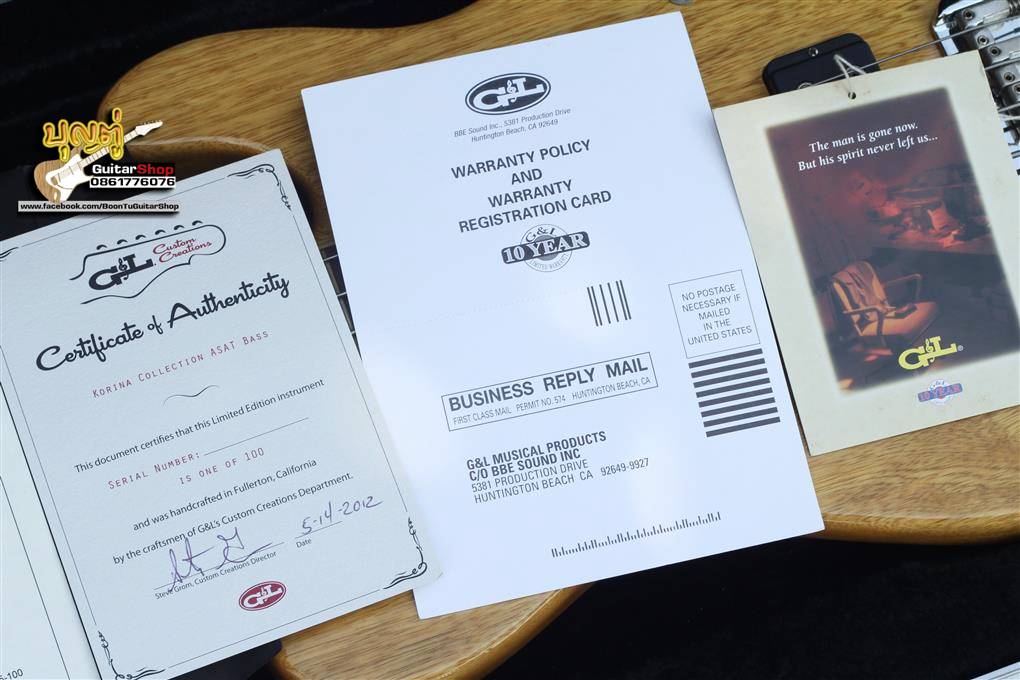 บุญตู่
GuitarShop
0861776076
www.facebook.com/BoonTuGuitarShop
G&L
Custom
Creations
Certificate of Authenticity
Korina Collection ASAT Bass
This document certifies that this Limited Edition instrument
Serial Number:
is one of 100
and was handcrafted in Fullerton, California
by the craftsmen of G&L's Custom Creations Department.
5-14-2012
Steve Grom, Custom Creations Director
Date
G&L
G&L
BBE Sound Inc., 5381 Production Drive
Huntington Beach, CA 92649
WARRANTY POLICY
AND
WARRANTY
REGISTRATION CARD
G&L
10 YEAR
LIMITED WARRANTY
NO POSTAGE
NECESSARY IF
MAILED
IN THE
UNITED STATES
BUSINESS REPLY MAIL
FIRST CLASS MAIL PERMIT NO. 574 HUNTINGTON BEACH, CA
G&L MUSICAL PRODUCTS
C/O BBE SOUND INC
5381 PRODUCTION DRIVE
HUNTINGTON BEACH CA 92649-9927
The man is gone now.
But his spirit never left us...
G&L®
G&L
10 YEAR